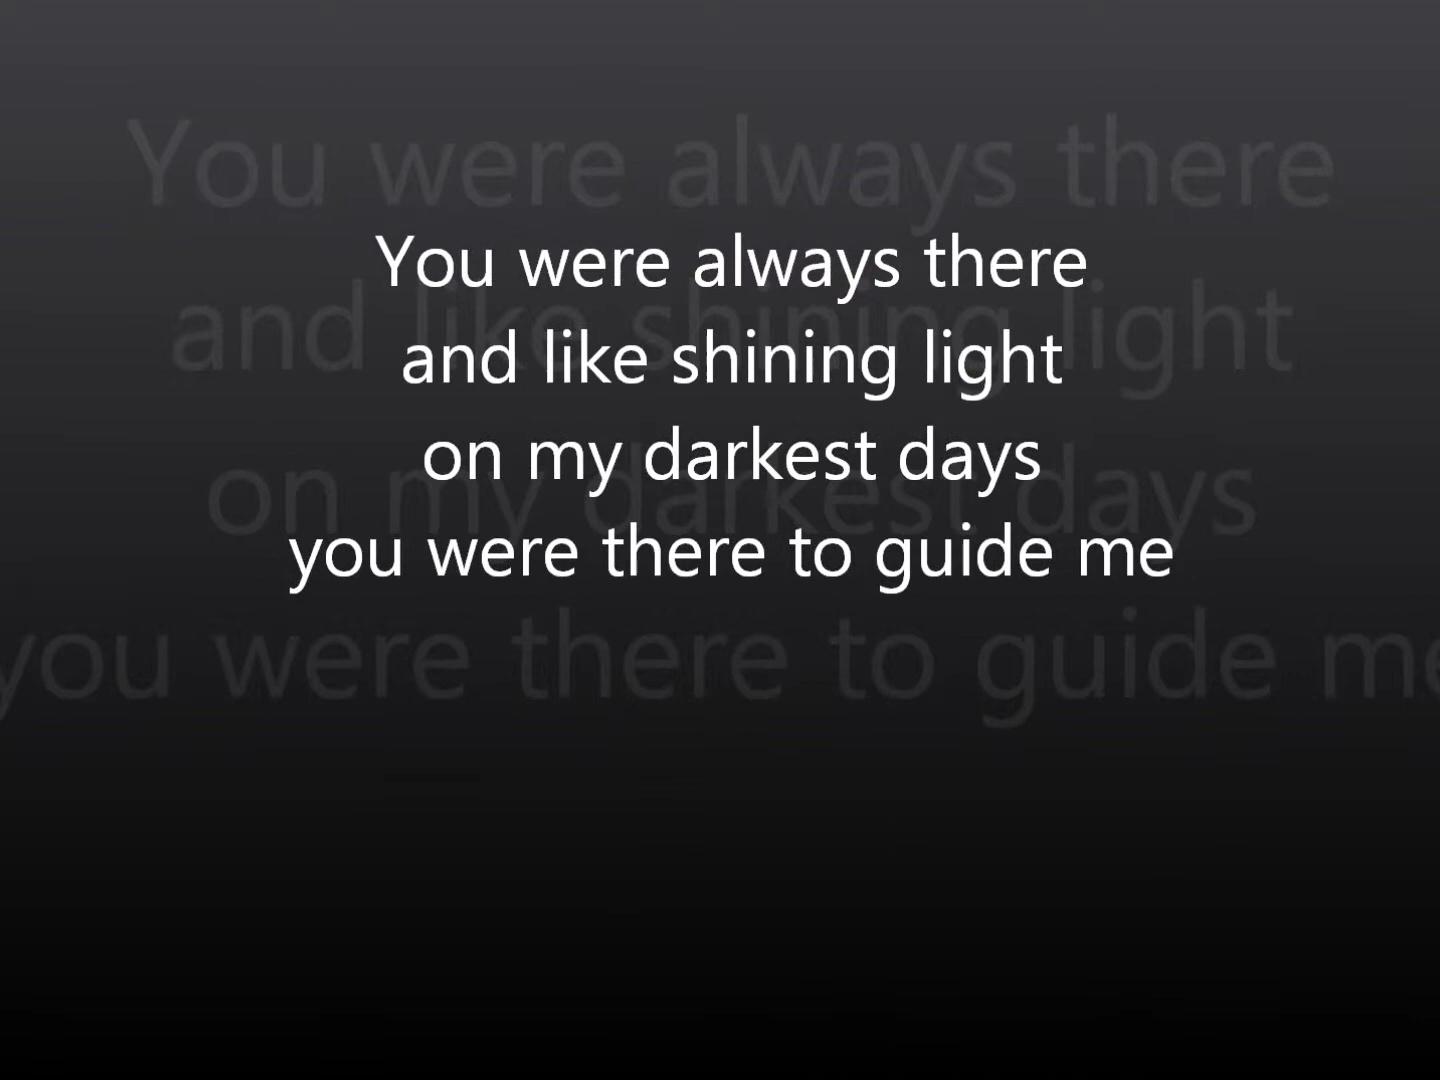 You were always there
and like shining light
on my darkest days
you were there to guide me